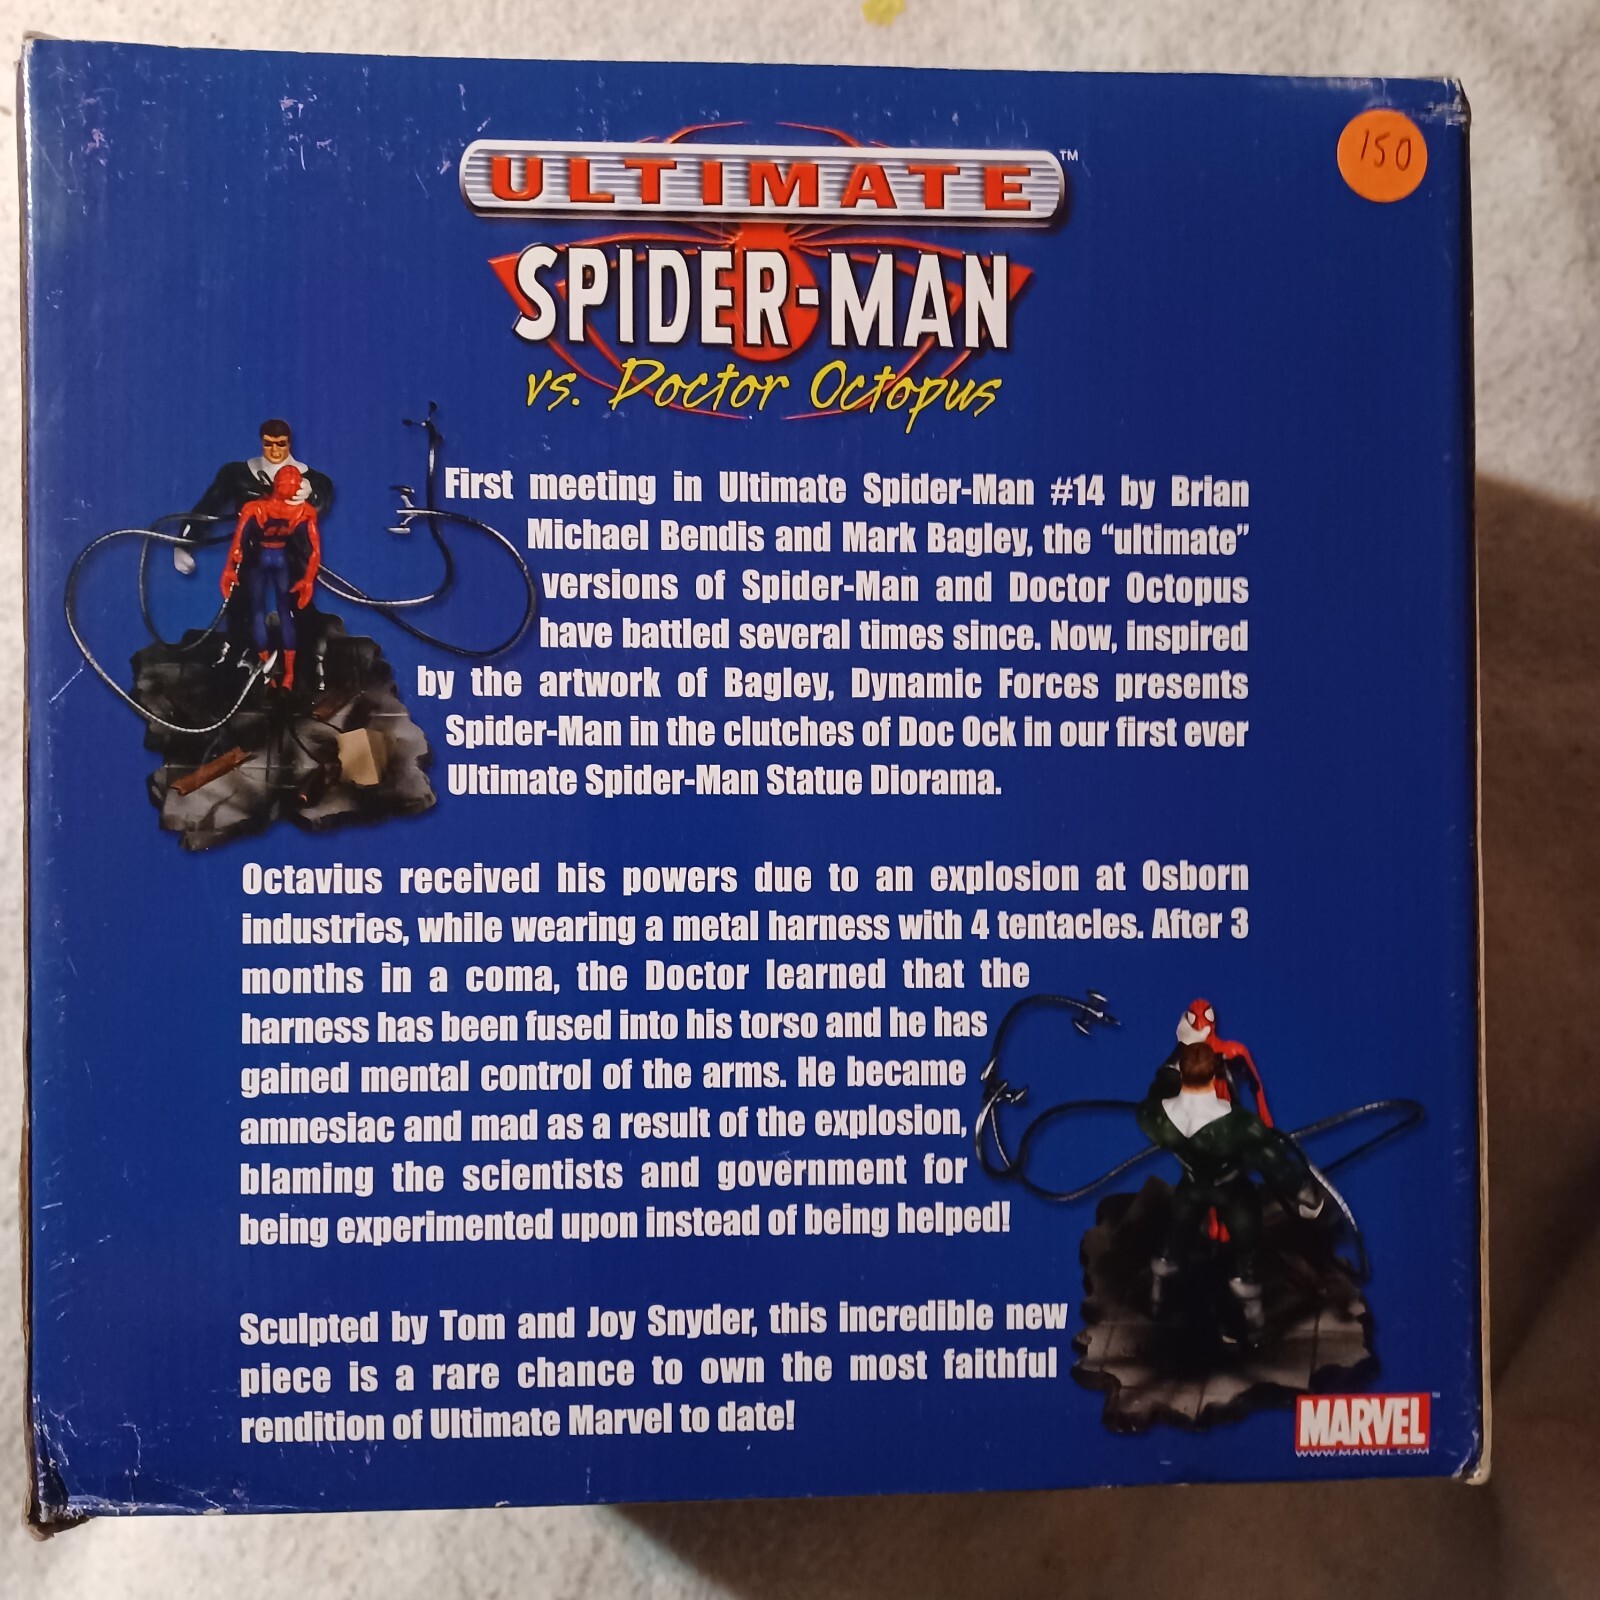 150
ULTIMATE™
SPIDER-MAN
vs. Doctor Octopus
First meeting in Ultimate Spider-Man #14 by Brian
Michael Bendis and Mark Bagley, the “ultimate”
versions of Spider-Man and Doctor Octopus
have battled several times since. Now, inspired
by the artwork of Bagley, Dynamic Forces presents
Spider-Man in the clutches of Doc Ock in our first ever
Ultimate Spider-Man Statue Diorama.
Octavius received his powers due to an explosion at Osborn
industries, while wearing a metal harness with 4 tentacles. After 3
months in a coma, the Doctor learned that the
harness has been fused into his torso and he has
gained mental control of the arms. He became
amnesiac and mad as a result of the explosion,
blaming the scientists and government for
being experimented upon instead of being helped!
Sculpted by Tom and Joy Snyder, this incredible new
piece is a rare chance to own the most faithful
rendition of Ultimate Marvel to date!
MARVEL™
WWW.MARVEL.COM